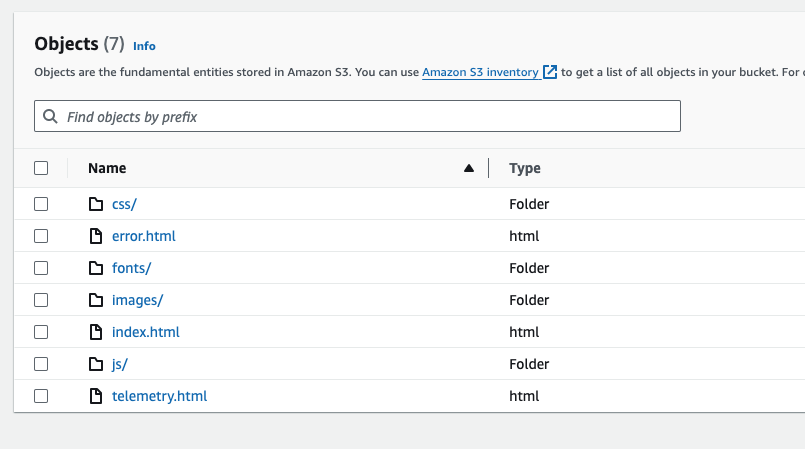 Objects (7) Info
Objects are the fundamental entities stored in Amazon S3. You can use Amazon S3 inventory to get a list of all objects in your bucket. For
Find objects by prefix
Name Type
css/ Folder
error.html html
fonts/ Folder
images/ Folder
index.html html
js/ Folder
telemetry.html html